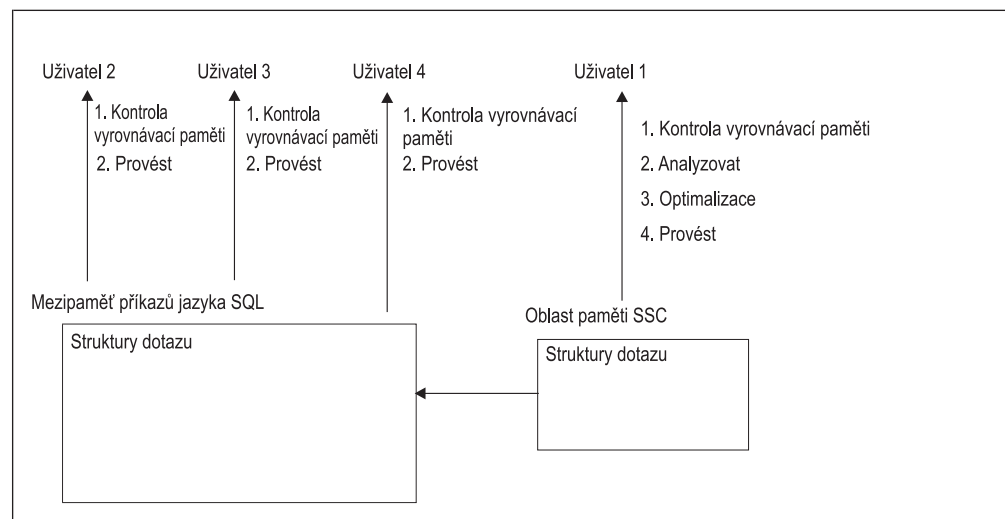 Uživatel 2
1. Kontrola
vyrovnávací paměti
2. Provést
Uživatel 3
1. Kontrola
vyrovnávací paměti
2. Provést
Uživatel 4
1. Kontrola vyrovnávací
paměti
2. Provést
Uživatel 1
1. Kontrola vyrovnávací paměti
2. Analyzovat
3. Optimalizace
4. Provést
Mezipaměť příkazů jazyka SQL
Struktury dotazu
Oblast paměti SSC
Struktury dotazu